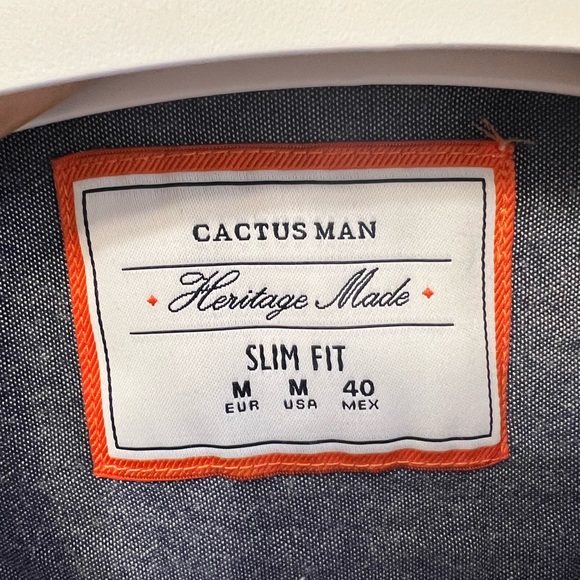 CACTUS MAN
Heritage Made
SLIM FIT
M M 40
EUR USA MEX